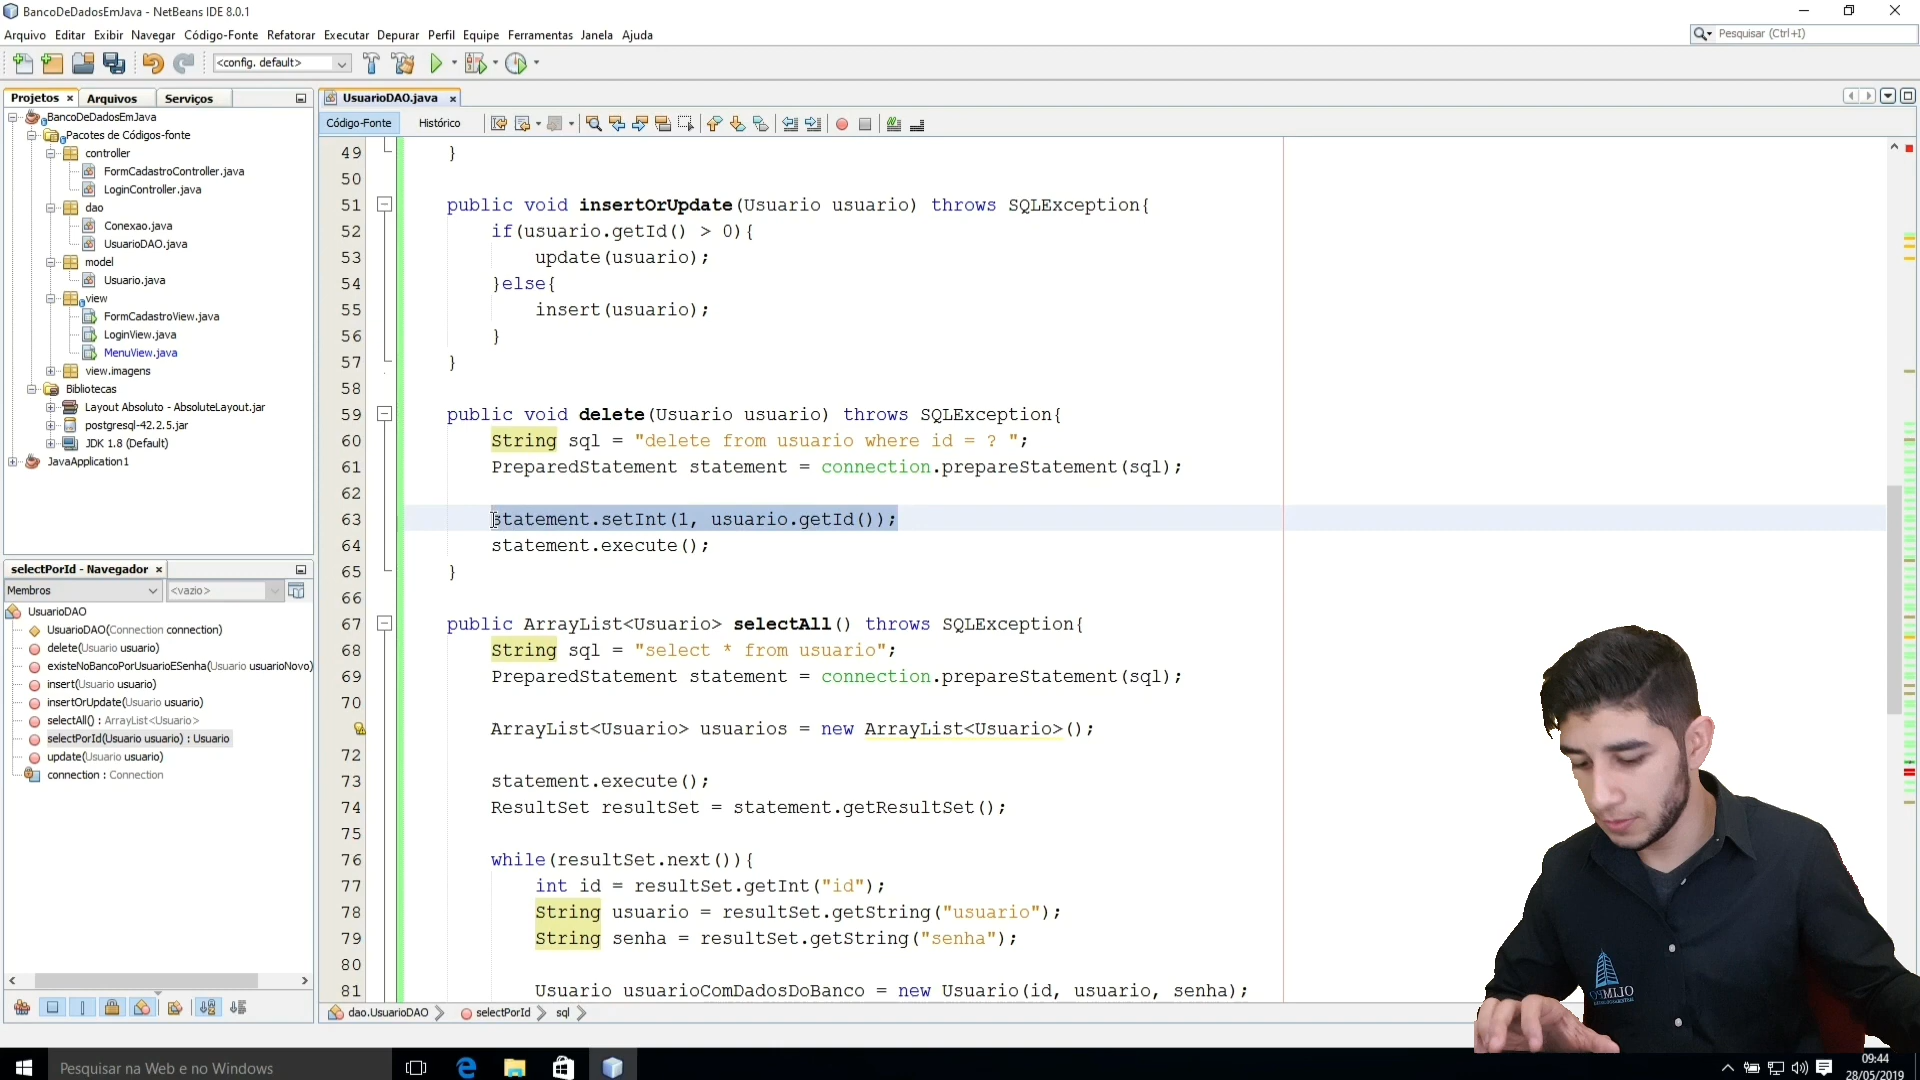 BancoDeDadosEmJava - NetBeans IDE 8.0.1
Arquivo Editar Exibir Navegar Código-Fonte Refatorar Executar Depurar Perfil Equipe Ferramentas Janela Ajuda
Pesquisar (Ctrl+I)
<config. default>
Projetos Arquivos Serviços
BancoDeDadosEmJava
Pacotes de Códigos-fonte
controller
FormCadastroController.java
LoginController.java
dao
Conexao.java
UsuarioDAO.java
model
Usuario.java
view
FormCadastroView.java
LoginView.java
MenuView.java
view.imagens
Bibliotecas
Layout Absoluto - AbsoluteLayout.jar
postgresql-42.2.5.jar
JDK 1.8 (Default)
JavaApplication1
selectPorId - Navegador
Membros <vazio>
UsuarioDAO
UsuarioDAO(Connection connection)
delete(Usuario usuario)
existeNoBancoPorUsuarioESenha(Usuario usuarioNovo)
insert(Usuario usuario)
insertOrUpdate(Usuario usuario)
selectAll() : ArrayList<Usuario>
selectPorId(Usuario usuario) : Usuario
update(Usuario usuario)
connection : Connection
UsuarioDAO.java
Código-Fonte Histórico
49 }
50
51 public void insertOrUpdate(Usuario usuario) throws SQLException{
52 if(usuario.getId() > 0){
53 update(usuario);
54 }else{
55 insert(usuario);
56 }
57 }
58
59 public void delete(Usuario usuario) throws SQLException{
60 String sql = "delete from usuario where id = ? ";
61 PreparedStatement statement = connection.prepareStatement(sql);
62
63 statement.setInt(1, usuario.getId());
64 statement.execute();
65 }
66
67 public ArrayList<Usuario> selectAll() throws SQLException{
68 String sql = "select * from usuario";
69 PreparedStatement statement = connection.prepareStatement(sql);
70
ArrayList<Usuario> usuarios = new ArrayList<Usuario>();
72
73 statement.execute();
74 ResultSet resultSet = statement.getResultSet();
75
76 while(resultSet.next()){
77 int id = resultSet.getInt("id");
78 String usuario = resultSet.getString("usuario");
79 String senha = resultSet.getString("senha");
80
81 Usuario usuarioComDadosDoBanco = new Usuario(id, usuario, senha);
dao.UsuarioDAO selectPorId sql
OLIMPO
Pesquisar na Web e no Windows
09:44
28/05/2019